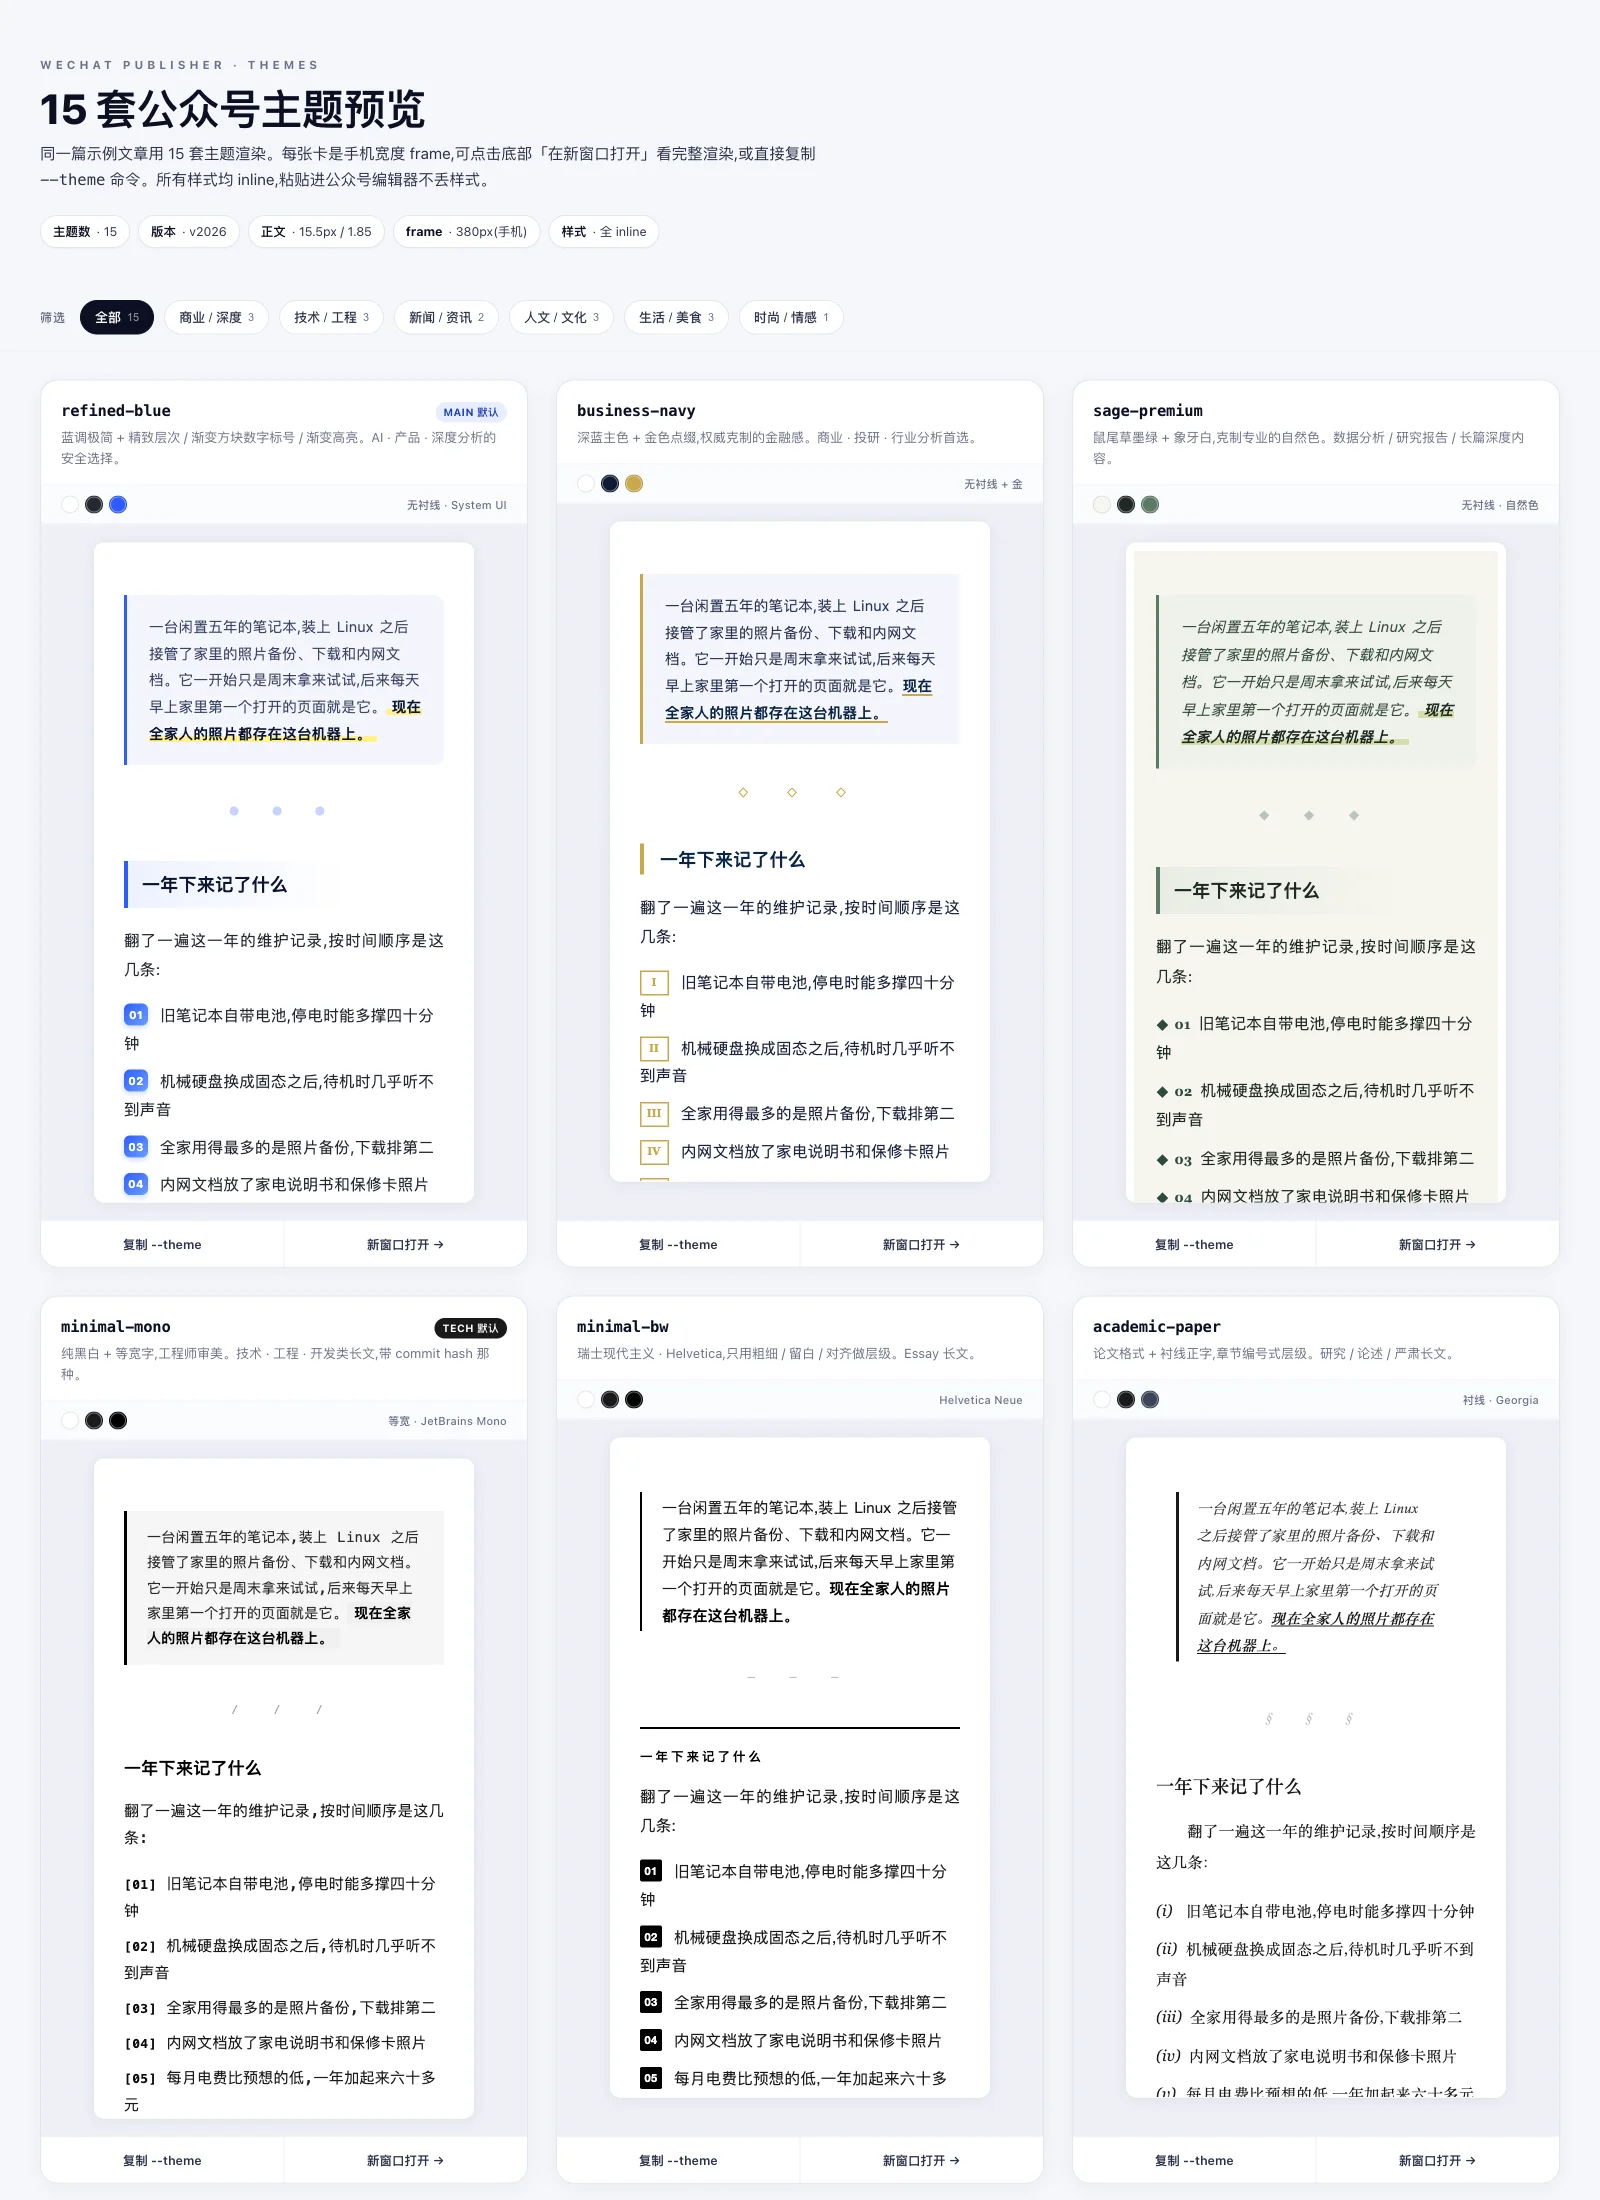 WECHAT PUBLISHER · THEMES
15 套公众号主题预览
同一篇示例文章用 15 套主题渲染。每张卡是手机宽度 frame,可点击底部「在新窗口打开」看完整渲染,或直接复制
--theme 命令。所有样式均 inline,粘贴进公众号编辑器不丢样式。
主题数 · 15
版本 · v2026
正文 · 15.5px / 1.85
frame · 380px(手机)
样式 · 全 inline
筛选
全部 15
商业 / 深度 3
技术 / 工程 3
新闻 / 资讯 2
人文 / 文化 3
生活 / 美食 3
时尚 / 情感 1
refined-blue
MAIN 默认
蓝调极简 + 精致层次 / 渐变方块数字标号 / 渐变高亮。AI · 产品 · 深度分析的
安全选择。
无衬线 · System UI
一台闲置五年的笔记本,装上 Linux 之后
接管了家里的照片备份、下载和内网文
档。它一开始只是周末拿来试试,后来每天
早上家里第一个打开的页面就是它。现在
全家人的照片都存在这台机器上。
● ● ●
一年下来记了什么
翻了一遍这一年的维护记录,按时间顺序是这
几条:
01 旧笔记本自带电池,停电时能多撑四十分
钟
02 机械硬盘换成固态之后,待机时几乎听不
到声音
03 全家用得最多的是照片备份,下载排第二
04 内网文档放了家电说明书和保修卡照片
复制 --theme
新窗口打开 →
business-navy
深蓝主色 + 金色点缀,权威克制的金融感。商业 · 投研 · 行业分析首选。
无衬线 + 金
一台闲置五年的笔记本,装上 Linux 之后
接管了家里的照片备份、下载和内网文
档。它一开始只是周末拿来试试,后来每天
早上家里第一个打开的页面就是它。现在
全家人的照片都存在这台机器上。
◇ ◇ ◇
一年下来记了什么
翻了一遍这一年的维护记录,按时间顺序是这
几条:
I 旧笔记本自带电池,停电时能多撑四十分
钟
II 机械硬盘换成固态之后,待机时几乎听不
到声音
III 全家用得最多的是照片备份,下载排第二
IV 内网文档放了家电说明书和保修卡照片
复制 --theme
新窗口打开 →
sage-premium
鼠尾草墨绿 + 象牙白,克制专业的自然色。数据分析 / 研究报告 / 长篇深度内
容。
无衬线 · 自然色
一台闲置五年的笔记本,装上 Linux 之后
接管了家里的照片备份、下载和内网文
档。它一开始只是周末拿来试试,后来每天
早上家里第一个打开的页面就是它。现在
全家人的照片都存在这台机器上。
◆ ◆ ◆
一年下来记了什么
翻了一遍这一年的维护记录,按时间顺序是这
几条:
◆ 01 旧笔记本自带电池,停电时能多撑四十分
钟
◆ 02 机械硬盘换成固态之后,待机时几乎听不
到声音
◆ 03 全家用得最多的是照片备份,下载排第二
◆ 04 内网文档放了家电说明书和保修卡照片
复制 --theme
新窗口打开 →
minimal-mono
TECH 默认
纯黑白 + 等宽字,工程师审美。技术 · 工程 · 开发类长文,带 commit hash 那
种。
等宽 · JetBrains Mono
一台闲置五年的笔记本,装上 Linux 之后
接管了家里的照片备份、下载和内网文档。
它一开始只是周末拿来试试,后来每天早上
家里第一个打开的页面就是它。 现在全家
人的照片都存在这台机器上。
/ / /
一年下来记了什么
翻了一遍这一年的维护记录,按时间顺序是这几
条:
[01] 旧笔记本自带电池,停电时能多撑四十分
钟
[02] 机械硬盘换成固态之后,待机时几乎听不
到声音
[03] 全家用得最多的是照片备份,下载排第二
[04] 内网文档放了家电说明书和保修卡照片
[05] 每月电费比预想的低,一年加起来六十多
元
复制 --theme
新窗口打开 →
minimal-bw
瑞士现代主义 · Helvetica,只用粗细 / 留白 / 对齐做层级。Essay 长文。
Helvetica Neue
一台闲置五年的笔记本,装上 Linux 之后接管
了家里的照片备份、下载和内网文档。它一
开始只是周末拿来试试,后来每天早上家里第
一个打开的页面就是它。现在全家人的照片
都存在这台机器上。
— — —
一年下来记了什么
翻了一遍这一年的维护记录,按时间顺序是这
几条:
01 旧笔记本自带电池,停电时能多撑四十分
钟
02 机械硬盘换成固态之后,待机时几乎听不
到声音
03 全家用得最多的是照片备份,下载排第二
04 内网文档放了家电说明书和保修卡照片
05 每月电费比预想的低,一年加起来六十多
复制 --theme
新窗口打开 →
academic-paper
论文格式 + 衬线正字,章节编号式层级。研究 / 论述 / 严肃长文。
衬线 · Georgia
一台闲置五年的笔记本,装上 Linux
之后接管了家里的照片备份、下载和
内网文档。它一开始只是周末拿来试
试,后来每天早上家里第一个打开的页
面就是它。现在全家人的照片都存在
这台机器上。
§ § §
一年下来记了什么
翻了一遍这一年的维护记录,按时间顺序是
这几条:
(i) 旧笔记本自带电池,停电时能多撑四十分钟
(ii) 机械硬盘换成固态之后,待机时几乎听不到
声音
(iii) 全家用得最多的是照片备份,下载排第二
(iv) 内网文档放了家电说明书和保修卡照片
(v) 每月电费比预想的低,一年加起来六十多元
复制 --theme
新窗口打开 →